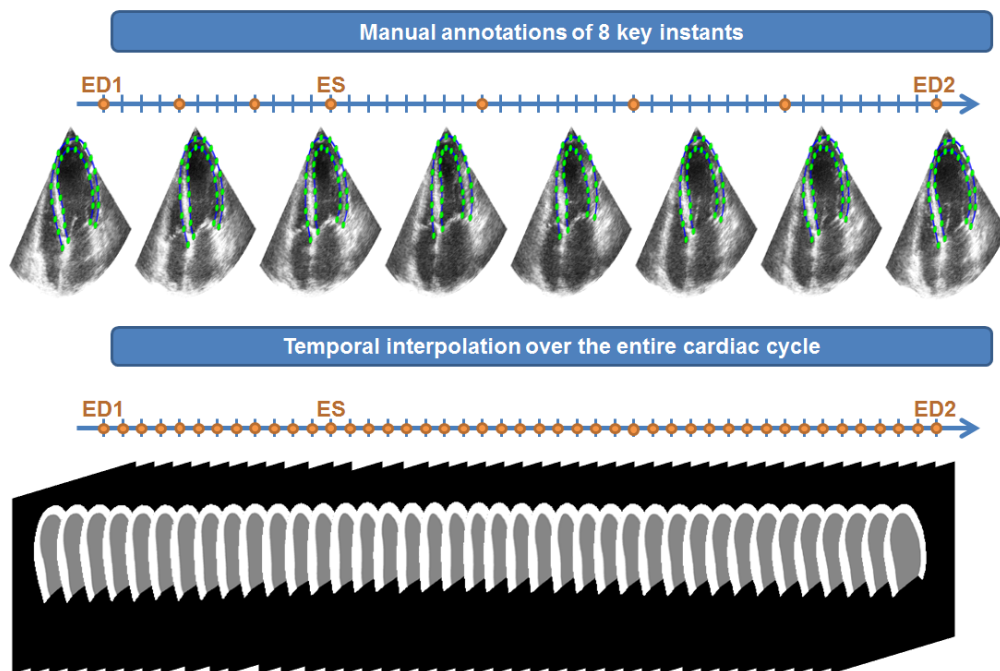 Manual annotations of 8 key instants
ED1 ES ED2
Temporal interpolation over the entire cardiac cycle
ED1 ES ED2